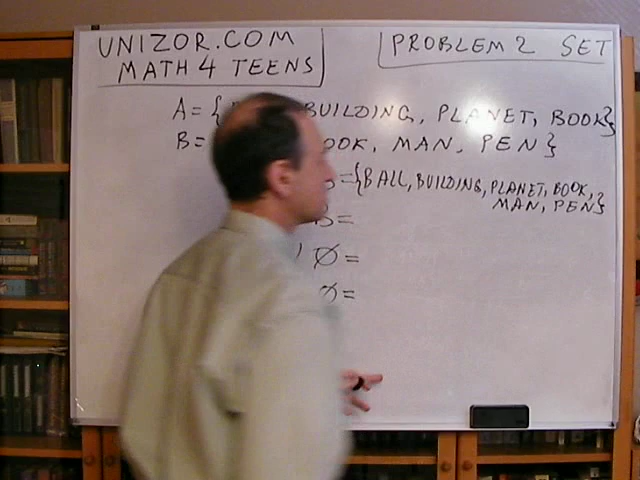 UNIZOR.COM
MATH 4 TEENS
PROBLEM 2 SET
A={ BUILDING, PLANET, BOOK}
B= OOK, MAN, PEN}
={BALL, BUILDING, PLANET, BOOK,
MAN, PEN}
B=
Ø=
Ø=